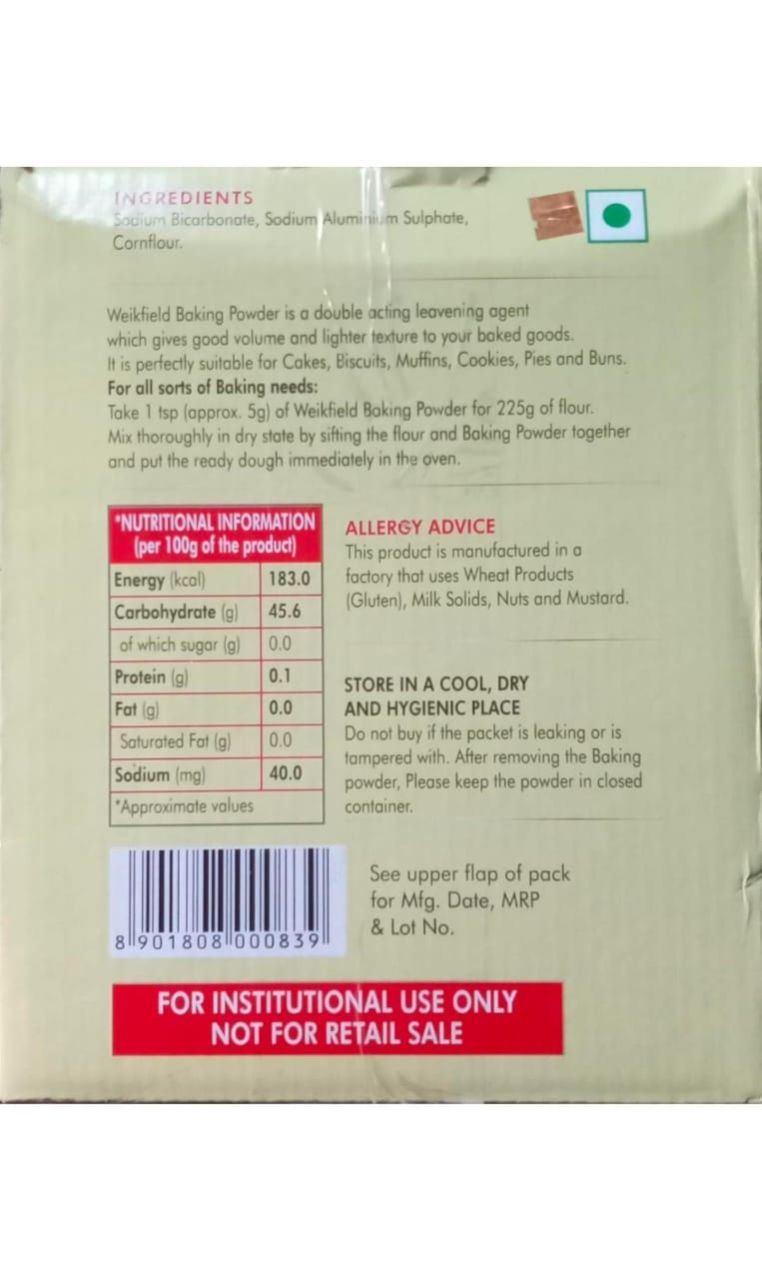 INGREDIENTS
Sodium Bicarbonate, Sodium Aluminium Sulphate,
Cornflour.
Weikfield Baking Powder is a double acting leavening agent
which gives good volume and lighter texture to your baked goods.
It is perfectly suitable for Cakes, Biscuits, Muffins, Cookies, Pies and Buns.
For all sorts of Baking needs:
Take 1 tsp (approx. 5g) of Weikfield Baking Powder for 225g of flour.
Mix thoroughly in dry state by sifting the flour and Baking Powder together
and put the ready dough immediately in the oven.
*NUTRITIONAL INFORMATION
(per 100g of the product)
Energy (kcal) 183.0
Carbohydrate (g) 45.6
of which sugar (g) 0.0
Protein (g) 0.1
Fat (g) 0.0
Saturated Fat (g) 0.0
Sodium (mg) 40.0
*Approximate values
ALLERGY ADVICE
This product is manufactured in a
factory that uses Wheat Products
(Gluten), Milk Solids, Nuts and Mustard.
STORE IN A COOL, DRY
AND HYGIENIC PLACE
Do not buy if the packet is leaking or is
tampered with. After removing the Baking
powder, Please keep the powder in closed
container.
8 901808 000839
See upper flap of pack
for Mfg. Date, MRP
& Lot No.
FOR INSTITUTIONAL USE ONLY
NOT FOR RETAIL SALE